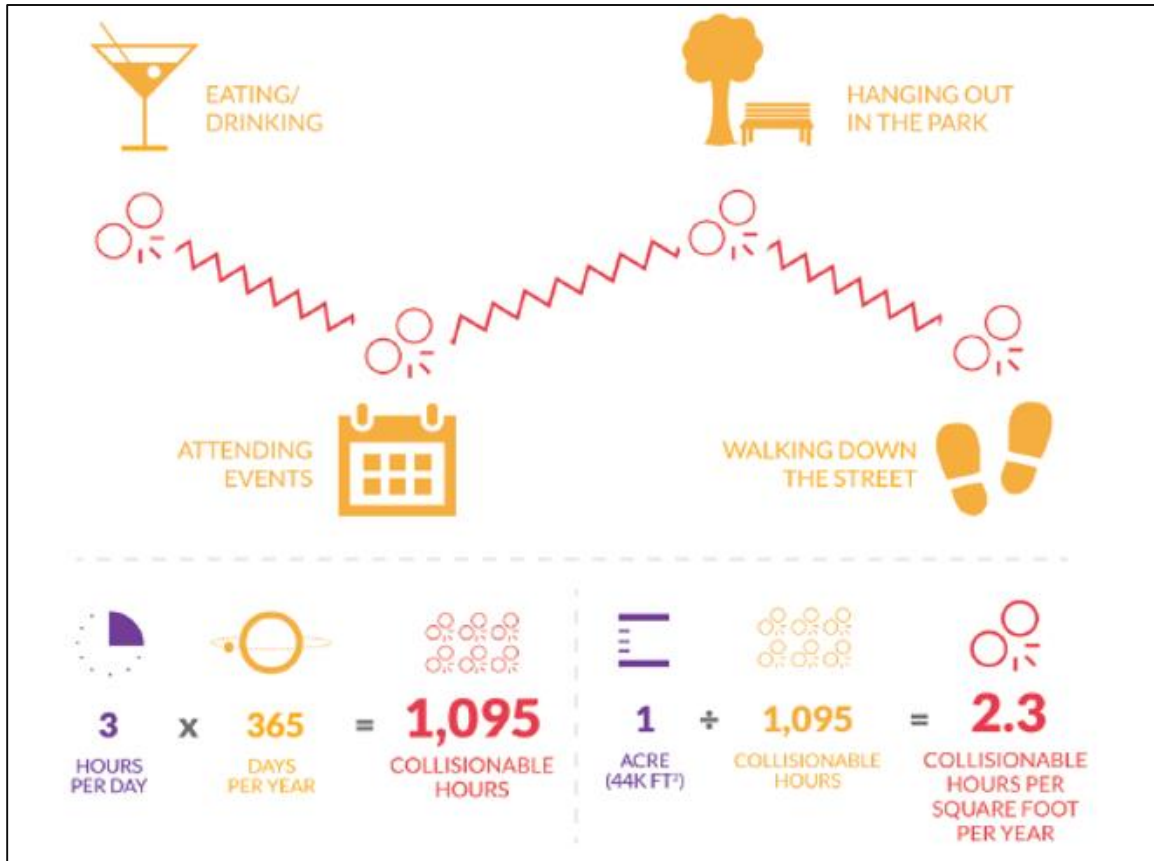 EATING/
DRINKING
HANGING OUT
IN THE PARK
ATTENDING
EVENTS
WALKING DOWN
THE STREET
3
HOURS
PER DAY
x
365
DAYS
PER YEAR
=
1,095
COLLISIONABLE
HOURS
1
ACRE
(44K FT²)
÷
1,095
COLLISIONABLE
HOURS
=
2.3
COLLISIONABLE
HOURS PER
SQUARE FOOT
PER YEAR